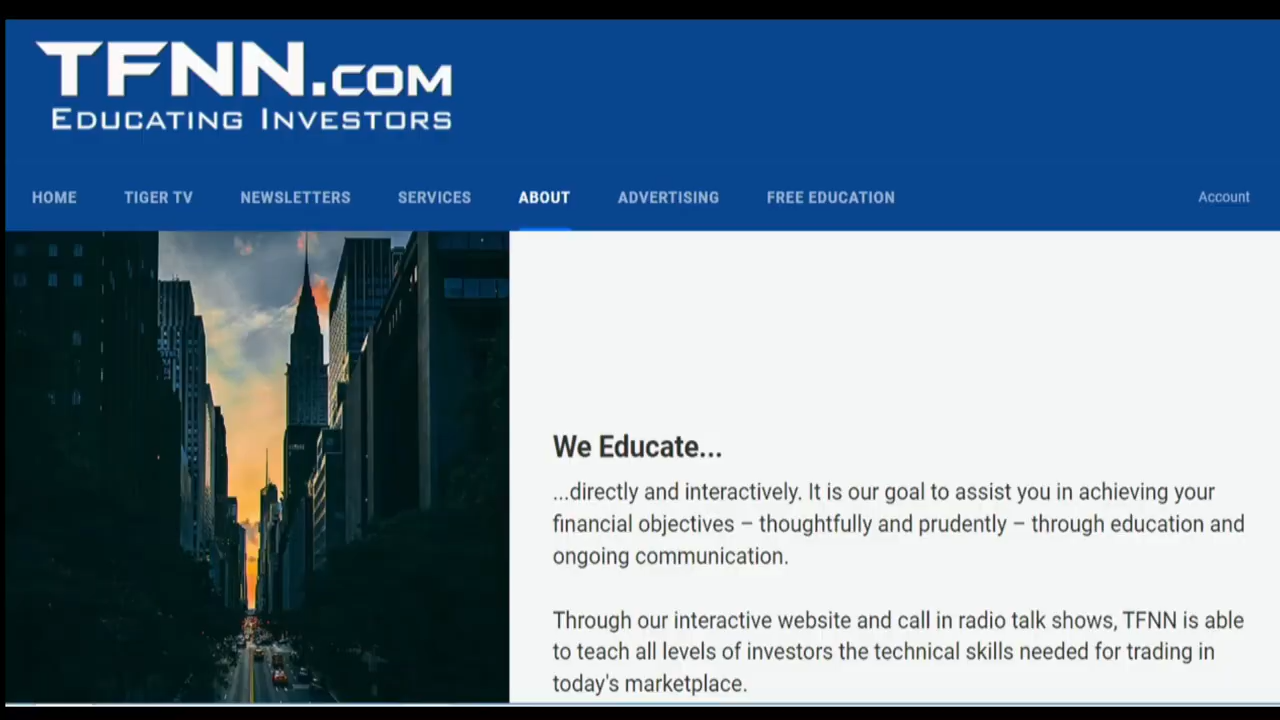 TFNN.COM
EDUCATING INVESTORS
HOME TIGER TV NEWSLETTERS SERVICES ABOUT ADVERTISING FREE EDUCATION Account
We Educate...
...directly and interactively. It is our goal to assist you in achieving your
financial objectives – thoughtfully and prudently – through education and
ongoing communication.
Through our interactive website and call in radio talk shows, TFNN is able
to teach all levels of investors the technical skills needed for trading in
today's marketplace.